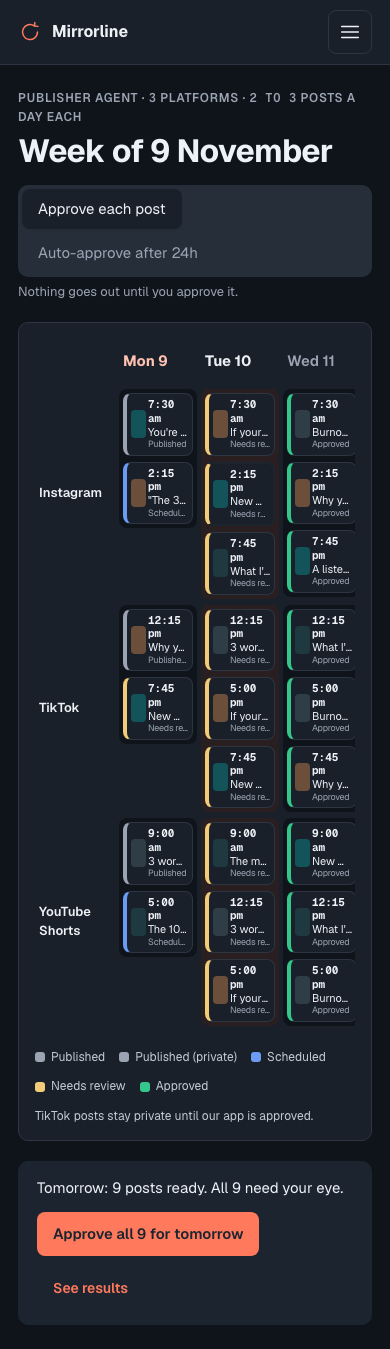 Mirrorline
PUBLISHER AGENT · 3 PLATFORMS · 2 TO 3 POSTS A
DAY EACH
Week of 9 November
Approve each post
Auto-approve after 24h
Nothing goes out until you approve it.
Mon 9 Tue 10 Wed 11
Instagram
7:30 am
You're …
Published
2:15 pm
"The 3…
Schedul…
7:30 am
If your…
Needs re…
2:15 pm
New …
Needs r…
7:45 pm
What I'…
Needs re…
7:30 am
Burno…
Approved
2:15 pm
Why y…
Approved
7:45 pm
A liste…
Approved
TikTok
12:15 pm
Why y…
Publishe…
7:45 pm
New …
Needs re…
12:15 pm
3 wor…
Needs re…
5:00 pm
If your…
Needs re…
7:45 pm
New …
Needs re…
12:15 pm
What I'…
Approved
5:00 pm
Burno…
Approved
7:45 pm
Why y…
Approved
YouTube
Shorts
9:00 am
3 wor…
Published
5:00 pm
The 10…
Schedul…
9:00 am
The m…
Needs re…
12:15 pm
3 wor…
Needs re…
5:00 pm
If your…
Needs re…
9:00 am
New …
Approved
12:15 pm
What I'…
Approved
5:00 pm
Burno…
Approved
Published Published (private) Scheduled
Needs review Approved
TikTok posts stay private until our app is approved.
Tomorrow: 9 posts ready. All 9 need your eye.
Approve all 9 for tomorrow
See results